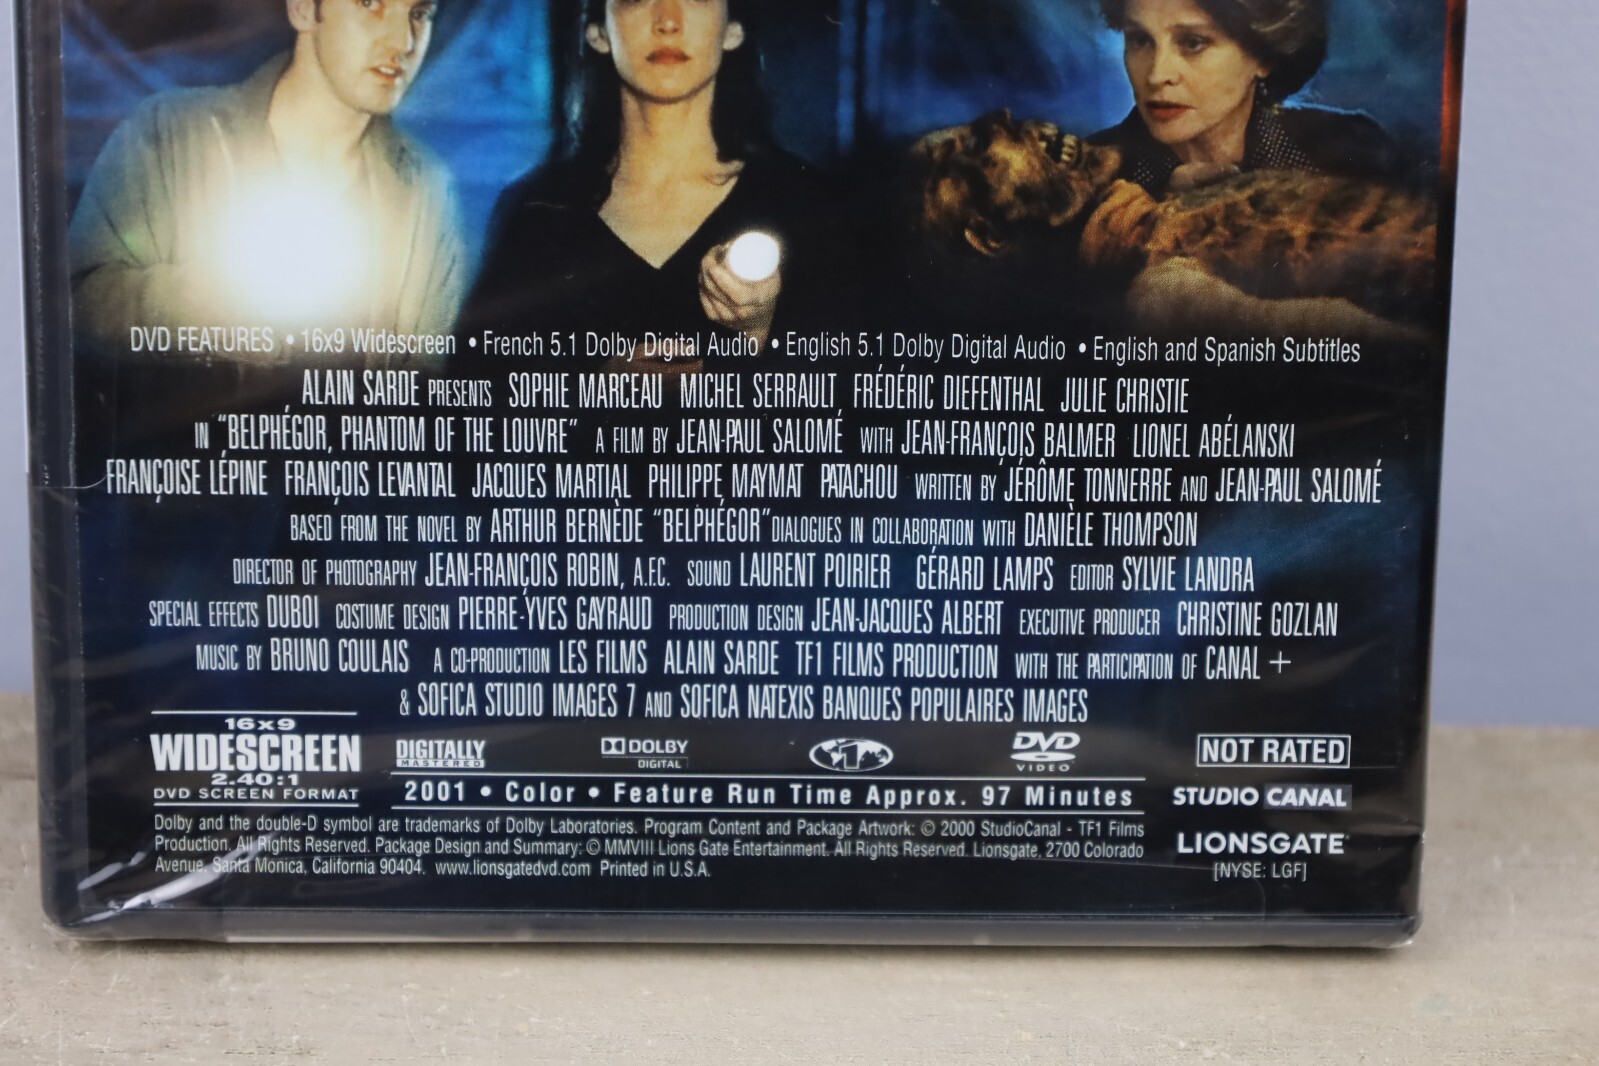 DVD FEATURES • 16x9 Widescreen • French 5.1 Dolby Digital Audio • English 5.1 Dolby Digital Audio • English and Spanish Subtitles
ALAIN SARDE PRESENTS SOPHIE MARCEAU MICHEL SERRAULT FRÉDÉRIC DIEFENTHAL JULIE CHRISTIE
IN "BELPHÉGOR, PHANTOM OF THE LOUVRE" A FILM BY JEAN-PAUL SALOMÉ WITH JEAN-FRANÇOIS BALMER LIONEL ABÉLANSKI
FRANÇOISE LÉPINE FRANÇOIS LEVANTAL JACQUES MARTIAL PHILIPPE MAYMAT PATACHOU WRITTEN BY JÉRÔME TONNERRE AND JEAN-PAUL SALOMÉ
BASED FROM THE NOVEL BY ARTHUR BERNÈDE "BELPHÉGOR" DIALOGUES IN COLLABORATION WITH DANIÈLE THOMPSON
DIRECTOR OF PHOTOGRAPHY JEAN-FRANÇOIS ROBIN, A.F.C. SOUND LAURENT POIRIER GÉRARD LAMPS EDITOR SYLVIE LANDRA
SPECIAL EFFECTS DUBOI COSTUME DESIGN PIERRE-YVES GAYRAUD PRODUCTION DESIGN JEAN-JACQUES ALBERT EXECUTIVE PRODUCER CHRISTINE GOZLAN
MUSIC BY BRUNO COULAIS A CO-PRODUCTION LES FILMS ALAIN SARDE TF1 FILMS PRODUCTION WITH THE PARTICIPATION OF CANAL +
& SOFICA STUDIO IMAGES 7 AND SOFICA NATEXIS BANQUES POPULAIRES IMAGES
16x9
WIDESCREEN
2.40:1
DVD SCREEN FORMAT
DIGITALLY
MASTERED
DOLBY
DIGITAL
1
DVD
VIDEO
NOT RATED
2001 • Color • Feature Run Time Approx. 97 Minutes
STUDIO CANAL
Dolby and the double-D symbol are trademarks of Dolby Laboratories. Program Content and Package Artwork: © 2000 StudioCanal - TF1 Films
Production. All Rights Reserved. Package Design and Summary: © MMVIII Lions Gate Entertainment. All Rights Reserved. Lionsgate, 2700 Colorado
Avenue, Santa Monica, California 90404. www.lionsgatedvd.com Printed in U.S.A.
LIONSGATE
[NYSE: LGF]